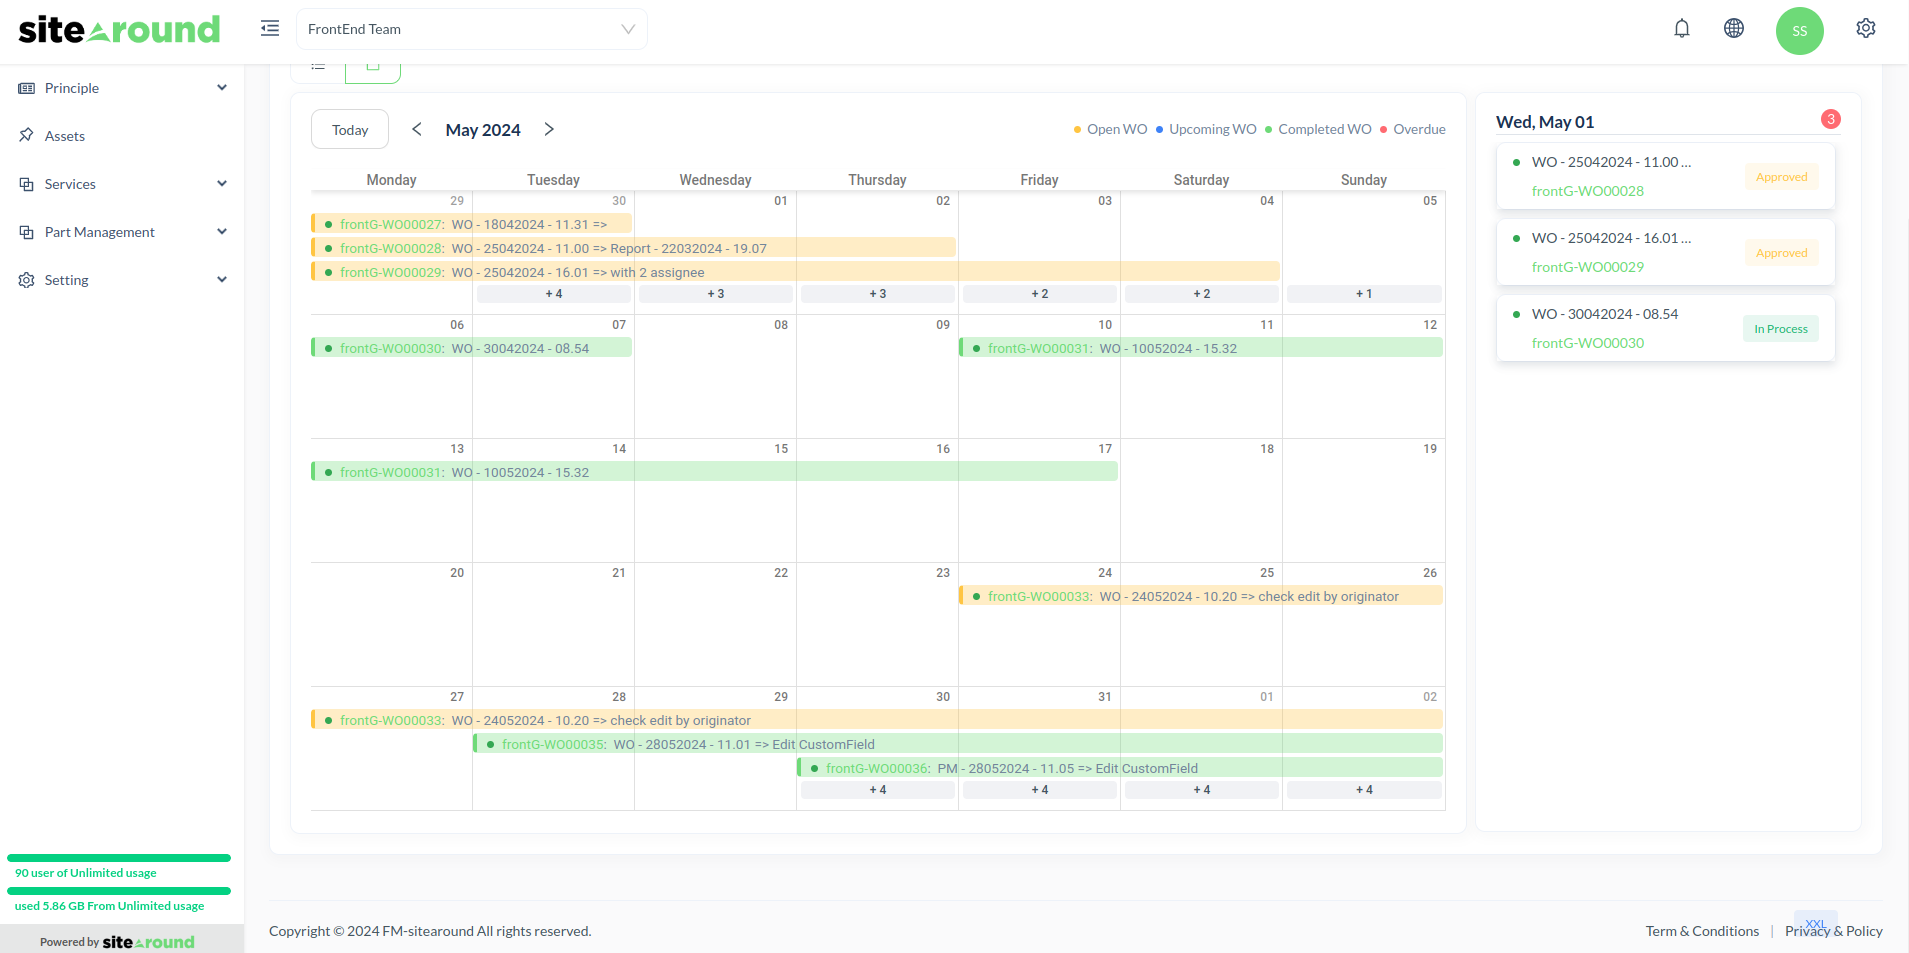 sitearound
FrontEnd Team
SS
Principle
Assets
Services
Part Management
Setting
Today
May 2024
Open WO
Upcoming WO
Completed WO
Overdue
Monday Tuesday Wednesday Thursday Friday Saturday Sunday
29 30 01 02 03 04 05
frontG-WO00027: WO - 18042024 - 11.31 =>
frontG-WO00028: WO - 25042024 - 11.00 => Report - 22032024 - 19.07
frontG-WO00029: WO - 25042024 - 16.01 => with 2 assignee
+ 4 + 3 + 3 + 2 + 2 + 1
06 07 08 09 10 11 12
frontG-WO00030: WO - 30042024 - 08.54 frontG-WO00031: WO - 10052024 - 15.32
13 14 15 16 17 18 19
frontG-WO00031: WO - 10052024 - 15.32
20 21 22 23 24 25 26
frontG-WO00033: WO - 24052024 - 10.20 => check edit by originator
27 28 29 30 31 01 02
frontG-WO00033: WO - 24052024 - 10.20 => check edit by originator
frontG-WO00035: WO - 28052024 - 11.01 => Edit CustomField
frontG-WO00036: PM - 28052024 - 11.05 => Edit CustomField
+ 4 + 4 + 4 + 4
Wed, May 01
3
WO - 25042024 - 11.00 ...
frontG-WO00028
Approved
WO - 25042024 - 16.01 ...
frontG-WO00029
Approved
WO - 30042024 - 08.54
frontG-WO00030
In Process
90 user of Unlimited usage
used 5.86 GB From Unlimited usage
Powered by sitearound
Copyright © 2024 FM-sitearound All rights reserved.
XXL
Term & Conditions | Privacy & Policy